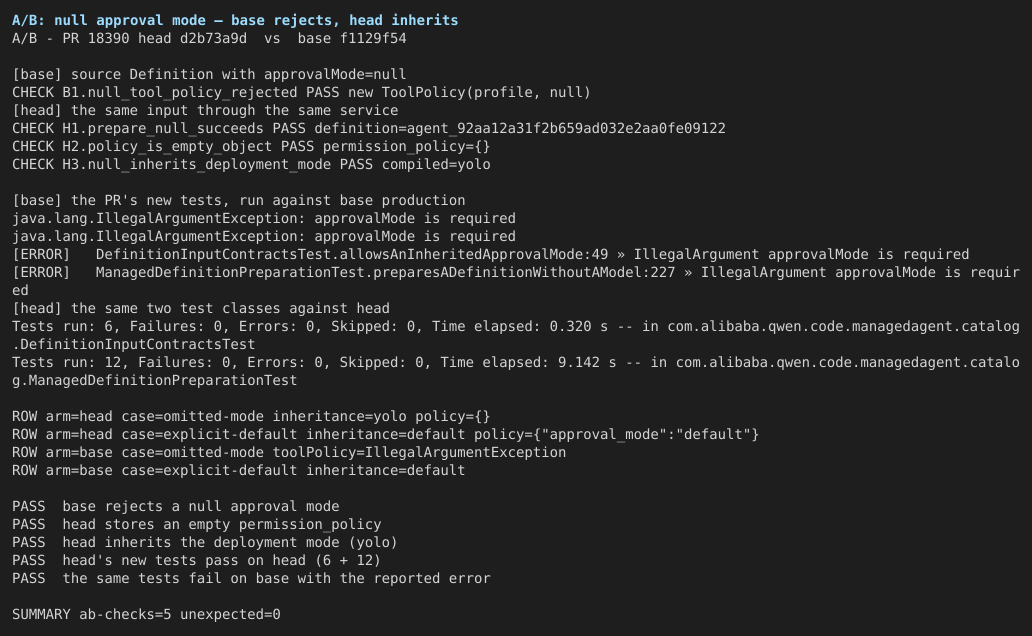 A/B: null approval mode — base rejects, head inherits
A/B - PR 18390 head d2b73a9d  vs  base f1129f54

[base] source Definition with approvalMode=null
CHECK B1.null_tool_policy_rejected PASS new ToolPolicy(profile, null)
[head] the same input through the same service
CHECK H1.prepare_null_succeeds PASS definition=agent_92aa12a31f2b659ad032e2aa0fe09122
CHECK H2.policy_is_empty_object PASS permission_policy={}
CHECK H3.null_inherits_deployment_mode PASS compiled=yolo

[base] the PR's new tests, run against base production
java.lang.IllegalArgumentException: approvalMode is required
java.lang.IllegalArgumentException: approvalMode is required
[ERROR]   DefinitionInputContractsTest.allowsAnInheritedApprovalMode:49 » IllegalArgument approvalMode is required
[ERROR]   ManagedDefinitionPreparationTest.preparesADefinitionWithoutAModel:227 » IllegalArgument approvalMode is requir
ed
[head] the same two test classes against head
Tests run: 6, Failures: 0, Errors: 0, Skipped: 0, Time elapsed: 0.320 s -- in com.alibaba.qwen.code.managedagent.catalog
.DefinitionInputContractsTest
Tests run: 12, Failures: 0, Errors: 0, Skipped: 0, Time elapsed: 9.142 s -- in com.alibaba.qwen.code.managedagent.catalo
g.ManagedDefinitionPreparationTest

ROW arm=head case=omitted-mode inheritance=yolo policy={}
ROW arm=head case=explicit-default inheritance=default policy={"approval_mode":"default"}
ROW arm=base case=omitted-mode toolPolicy=IllegalArgumentException
ROW arm=base case=explicit-default inheritance=default

PASS  base rejects a null approval mode
PASS  head stores an empty permission_policy
PASS  head inherits the deployment mode (yolo)
PASS  head's new tests pass on head (6 + 12)
PASS  the same tests fail on base with the reported error

SUMMARY ab-checks=5 unexpected=0